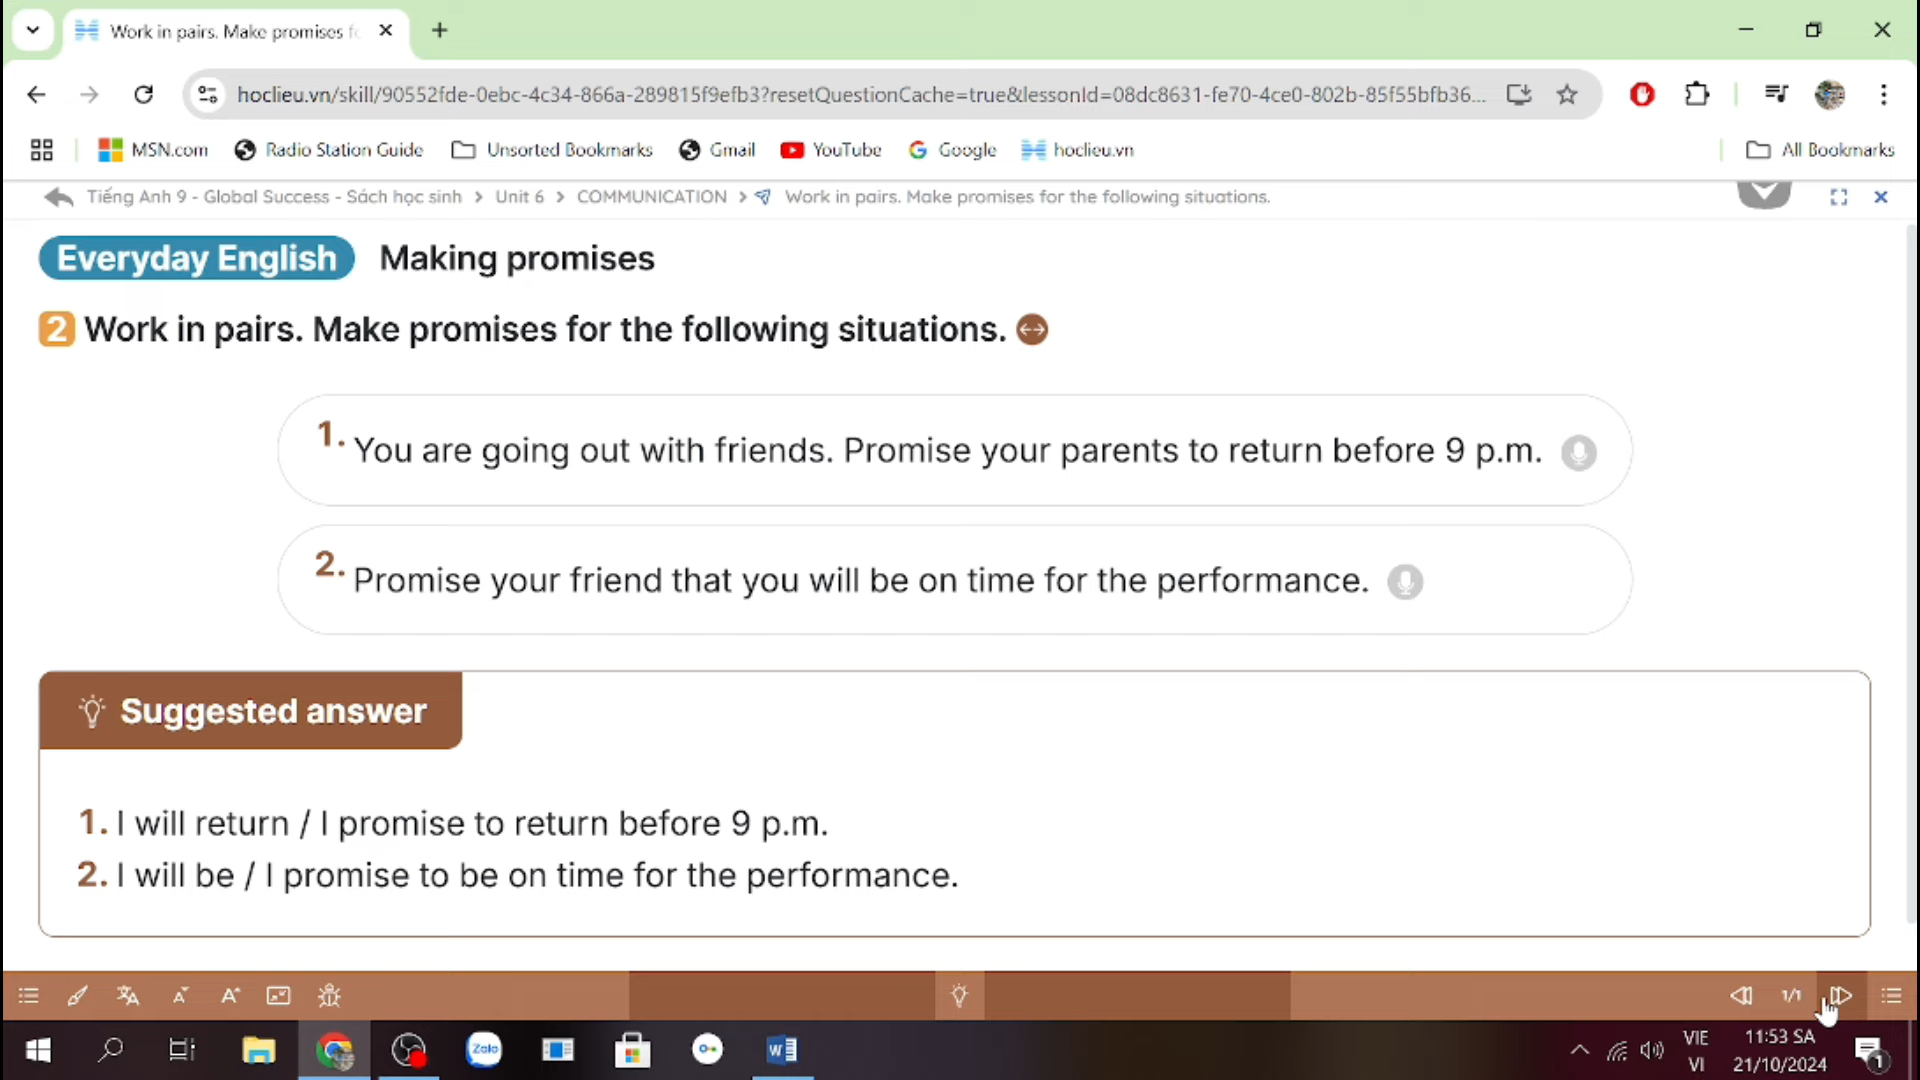 Work in pairs. Make promises f
hoclieu.vn/skill/90552fde-0ebc-4c34-866a-289815f9efb3?resetQuestionCache=true&lessonId=08dc8631-fe70-4ce0-802b-85f55bfb36...
MSN.com Radio Station Guide Unsorted Bookmarks Gmail YouTube Google hoclieu.vn All Bookmarks
Tiếng Anh 9 - Global Success - Sách học sinh > Unit 6 > COMMUNICATION > Work in pairs. Make promises for the following situations.
Everyday English Making promises
2 Work in pairs. Make promises for the following situations.
1. You are going out with friends. Promise your parents to return before 9 p.m.
2. Promise your friend that you will be on time for the performance.
Suggested answer
1. I will return / I promise to return before 9 p.m.
2. I will be / I promise to be on time for the performance.
1/1
Zalo
VIE 11:53 SA
VI 21/10/2024
1